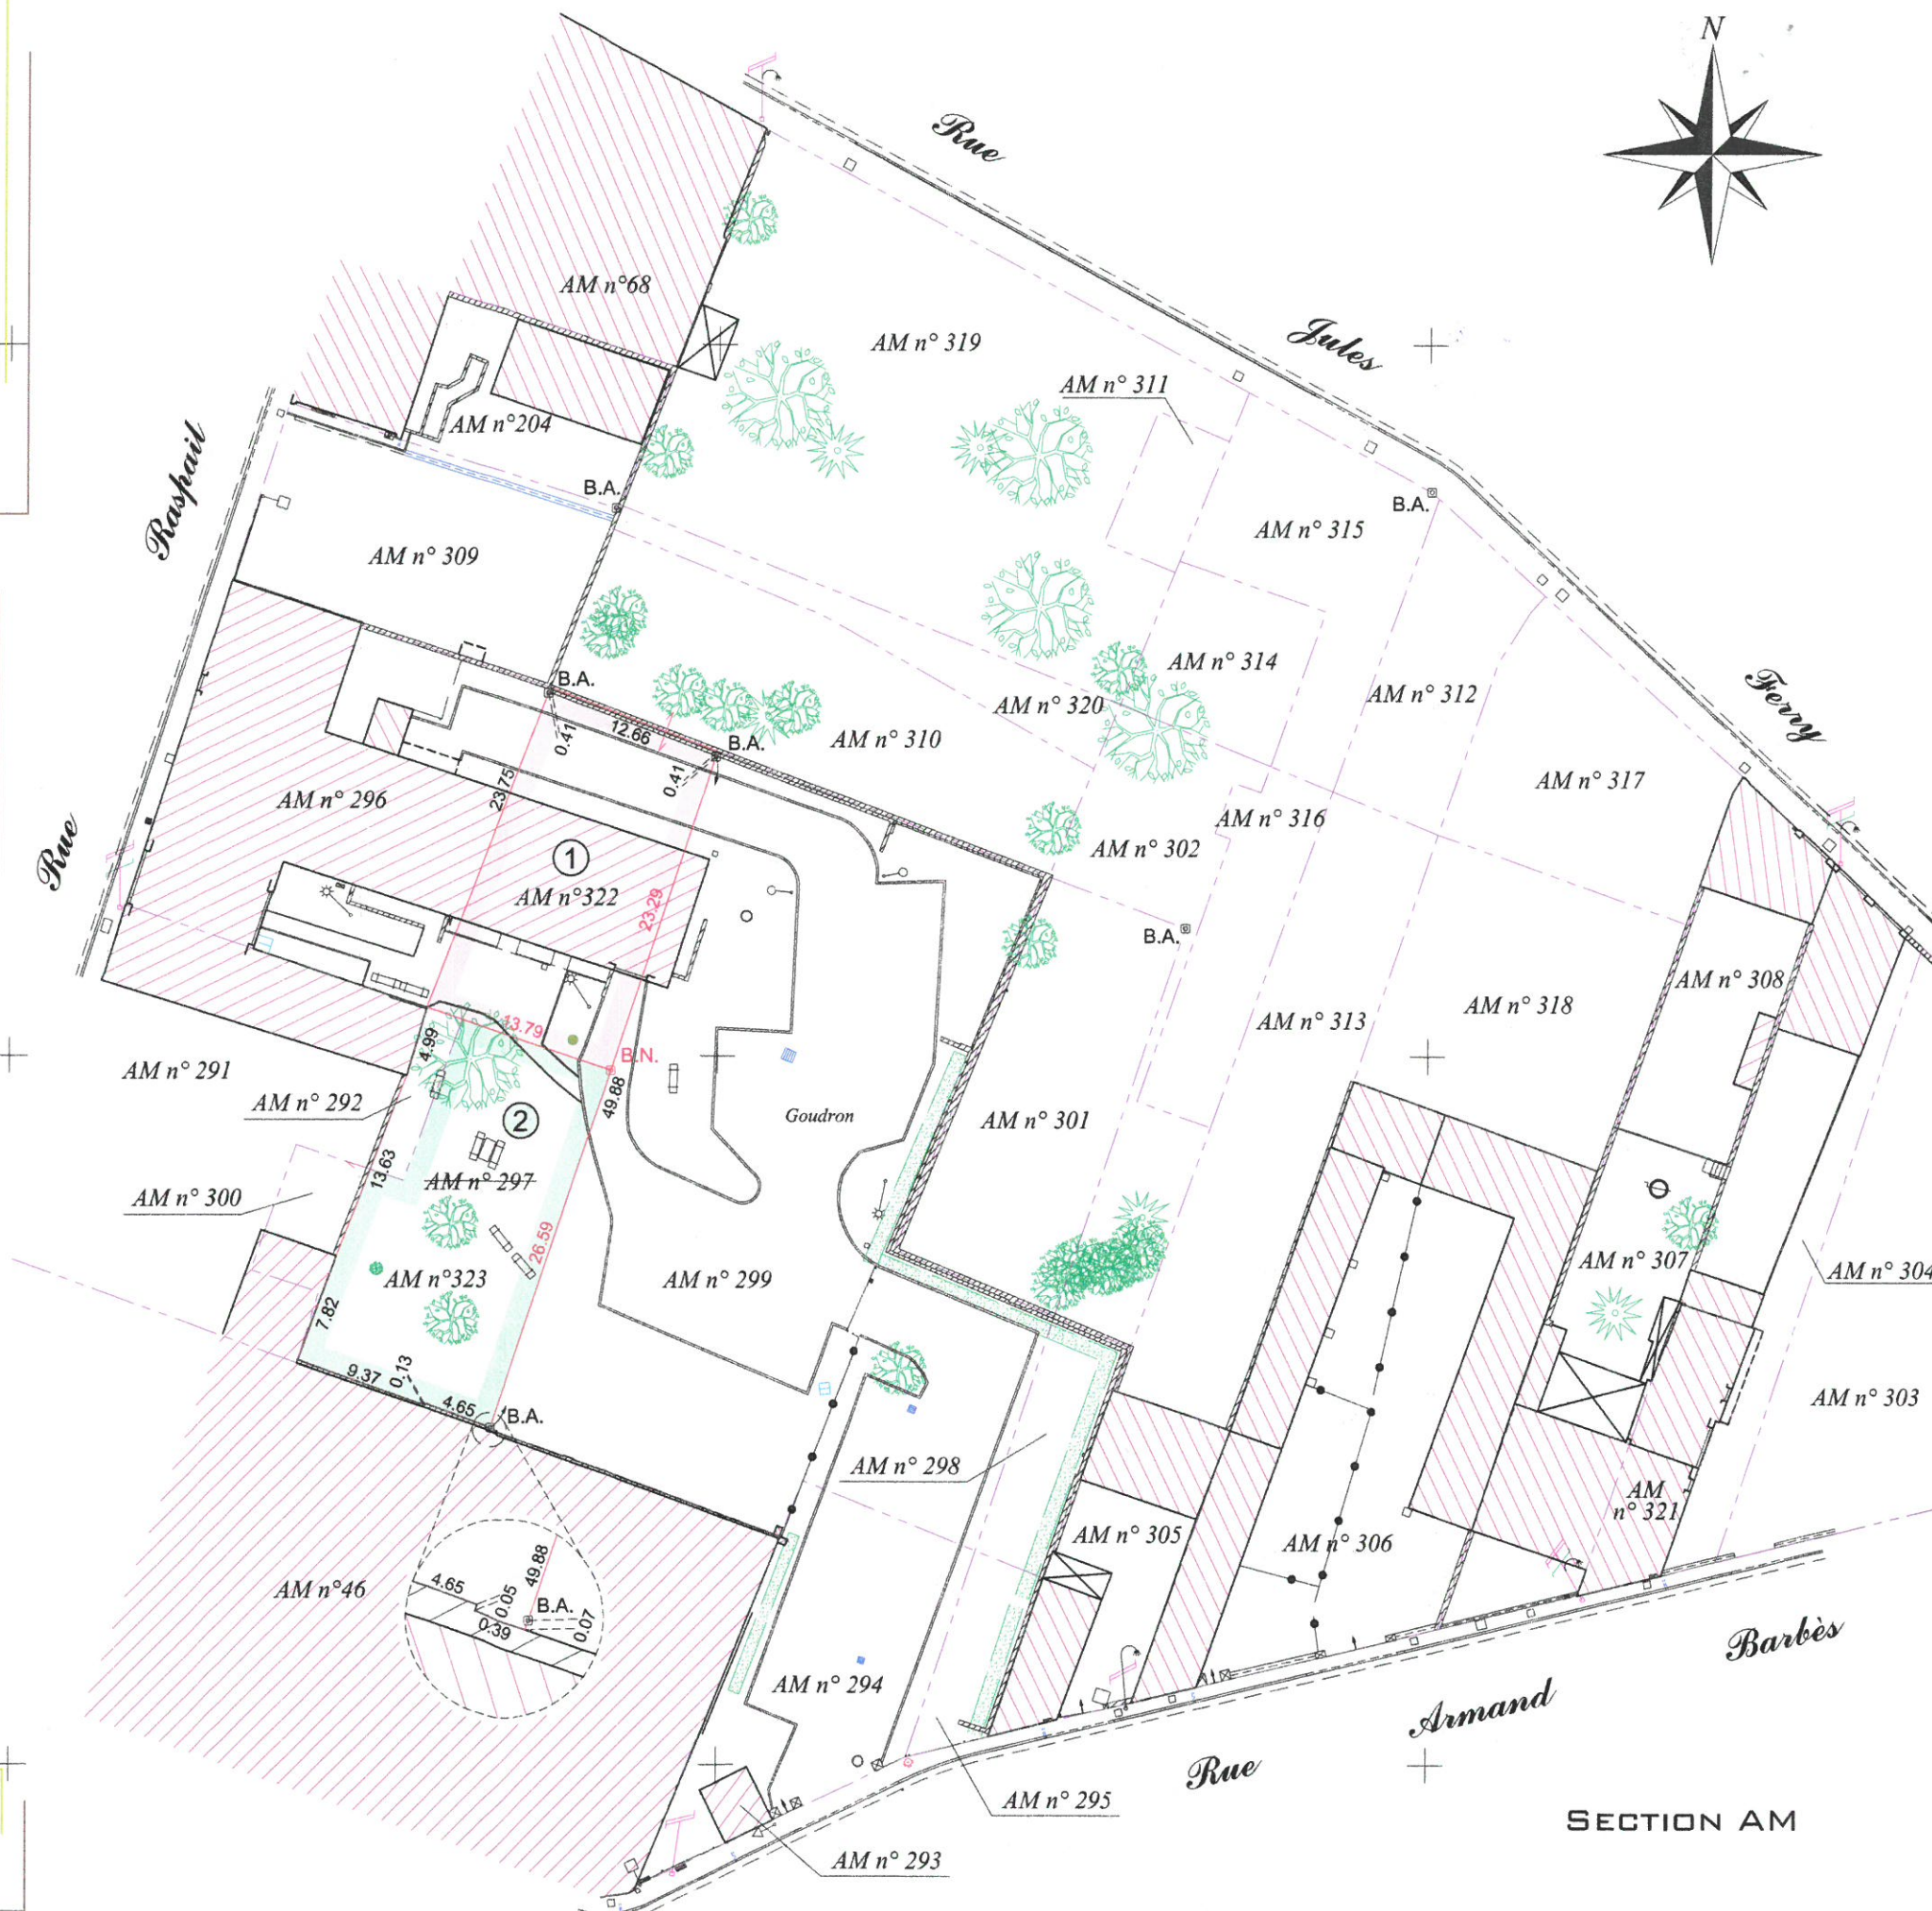 N
Rue
Jules
Ferry
AM n°68
AM n° 319
AM n° 311
AM n°204
Raspail
Rue
B.A.
B.A.
AM n° 315
AM n° 309
AM n° 314
AM n° 312
AM n° 320
B.A.
12.66
0.41
B.A.
0.41
AM n° 310
AM n° 317
23.75
AM n° 296
AM n° 316
AM n° 302
1
AM n°322
23.29
B.A.
AM n° 308
AM n° 318
AM n° 313
13.79
4.99
B.N.
49.88
AM n° 291
AM n° 292
2
Goudron
AM n° 301
13.63
AM n° 297
AM n° 300
26.59
AM n°323
AM n° 299
AM n° 307
AM n° 304
7.82
9.37
0.13
4.65
B.A.
AM n° 303
AM n° 298
AM
n° 321
AM n° 305
AM n° 306
AM n°46
4.65
0.05
49.88
B.A.
0.39
0.07
AM n° 294
Rue
Armand
Barbès
AM n° 295
SECTION AM
AM n° 293